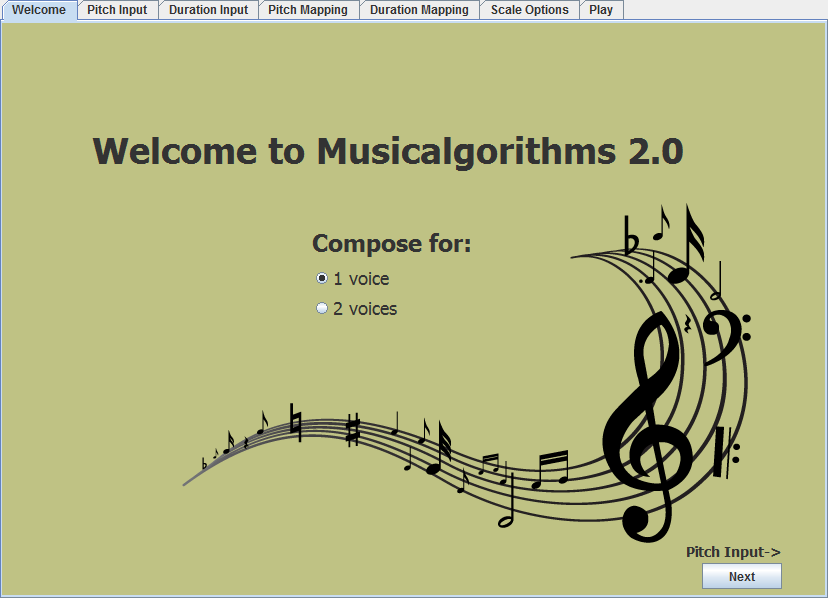 Welcome Pitch Input Duration Input Pitch Mapping Duration Mapping Scale Options Play
Welcome to Musicalgorithms 2.0
Compose for:
1 voice
2 voices
Pitch Input->
Next